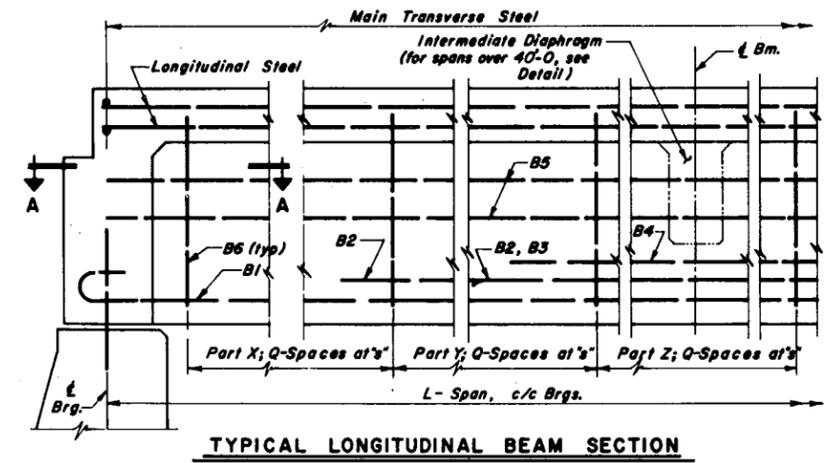 Main Transverse Steel
Intermediate Diaphragm
(for spans over 40'-0, see
Detail)
℄ Bm.
Longitudinal Steel
A
A
B5
B6 (typ)
B2
B2, B3
B4
B1
Part X; Q-Spaces at "s"
Part Y; Q-Spaces at "s"
Part Z; Q-Spaces at "s"
℄
Brg.
L- Span, c/c Brgs.
TYPICAL LONGITUDINAL BEAM SECTION